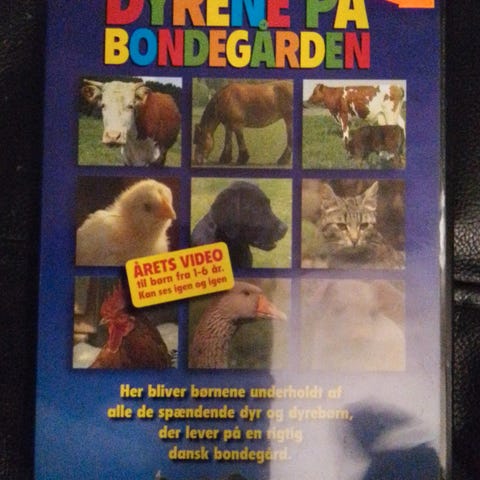 DYRENE PÅ
BONDEGÅRDEN
ÅRETS VIDEO
til børn fra 1-6 år.
Kan ses igen og igen
Her bliver børnene underholdt af
alle de spændende dyr og dyrebørn,
der lever på en rigtig
dansk bondegård.